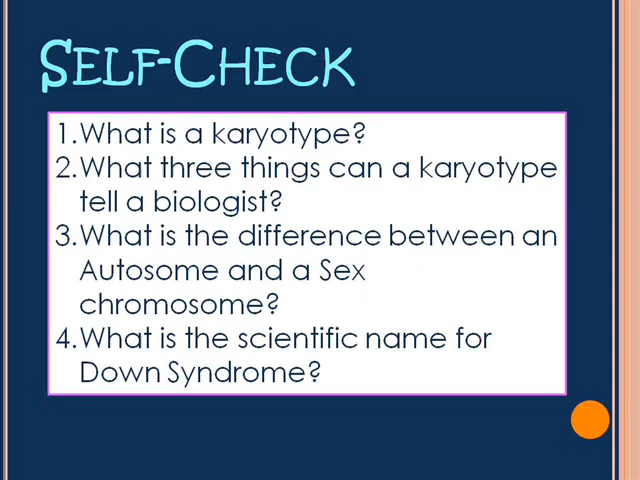 SELF-CHECK
1.What is a karyotype?
2.What three things can a karyotype
tell a biologist?
3.What is the difference between an
Autosome and a Sex
chromosome?
4.What is the scientific name for
Down Syndrome?